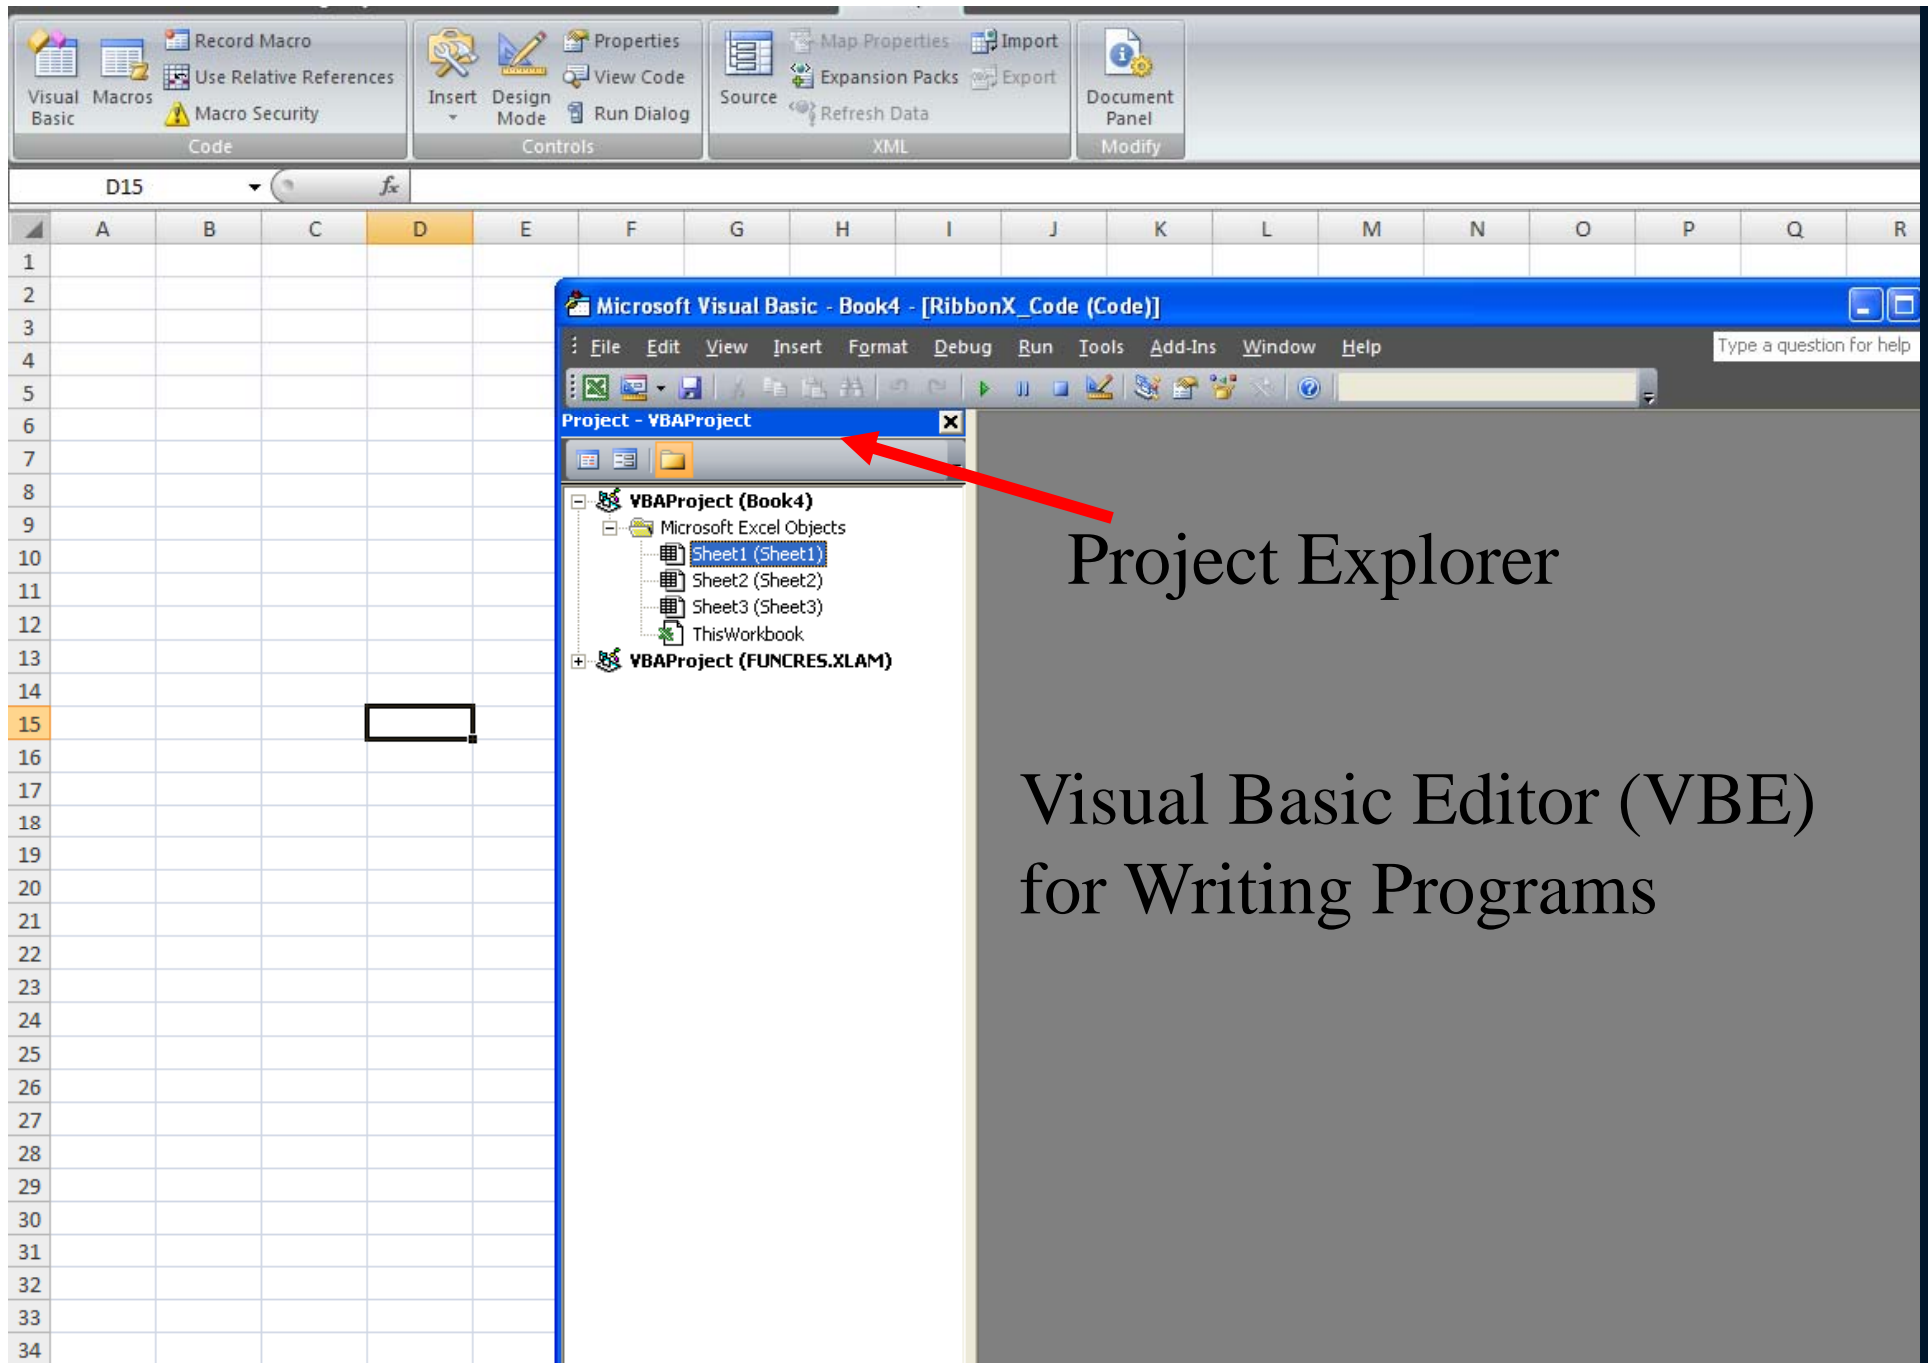 Record Macro
Use Relative References
Macro Security
Visual Basic
Macros
Code
Insert
Design Mode
Properties
View Code
Run Dialog
Controls
Source
Map Properties
Expansion Packs
Refresh Data
Import
Export
XML
Document Panel
Modify
D15
fx
A B C D E F G H I J K L M N O P Q R
1
2
3
4
5
6
7
8
9
10
11
12
13
14
15
16
17
18
19
20
21
22
23
24
25
26
27
28
29
30
31
32
33
34
Microsoft Visual Basic - Book4 - [RibbonX_Code (Code)]
File Edit View Insert Format Debug Run Tools Add-Ins Window Help
Type a question for help
Project - VBAProject
VBAProject (Book4)
Microsoft Excel Objects
Sheet1 (Sheet1)
Sheet2 (Sheet2)
Sheet3 (Sheet3)
ThisWorkbook
VBAProject (FUNCRES.XLAM)
Project Explorer
Visual Basic Editor (VBE)
for Writing Programs